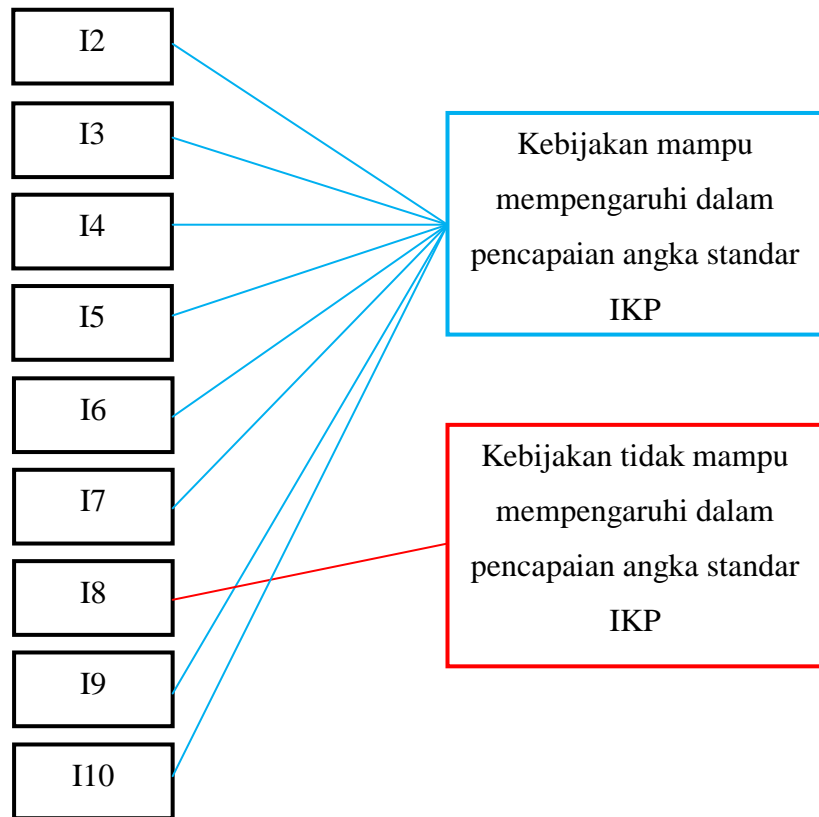 I2
I3
I4
I5
I6
I7
I8
I9
I10
Kebijakan mampu
mempengaruhi dalam
pencapaian angka standar
IKP
Kebijakan tidak mampu
mempengaruhi dalam
pencapaian angka standar
IKP